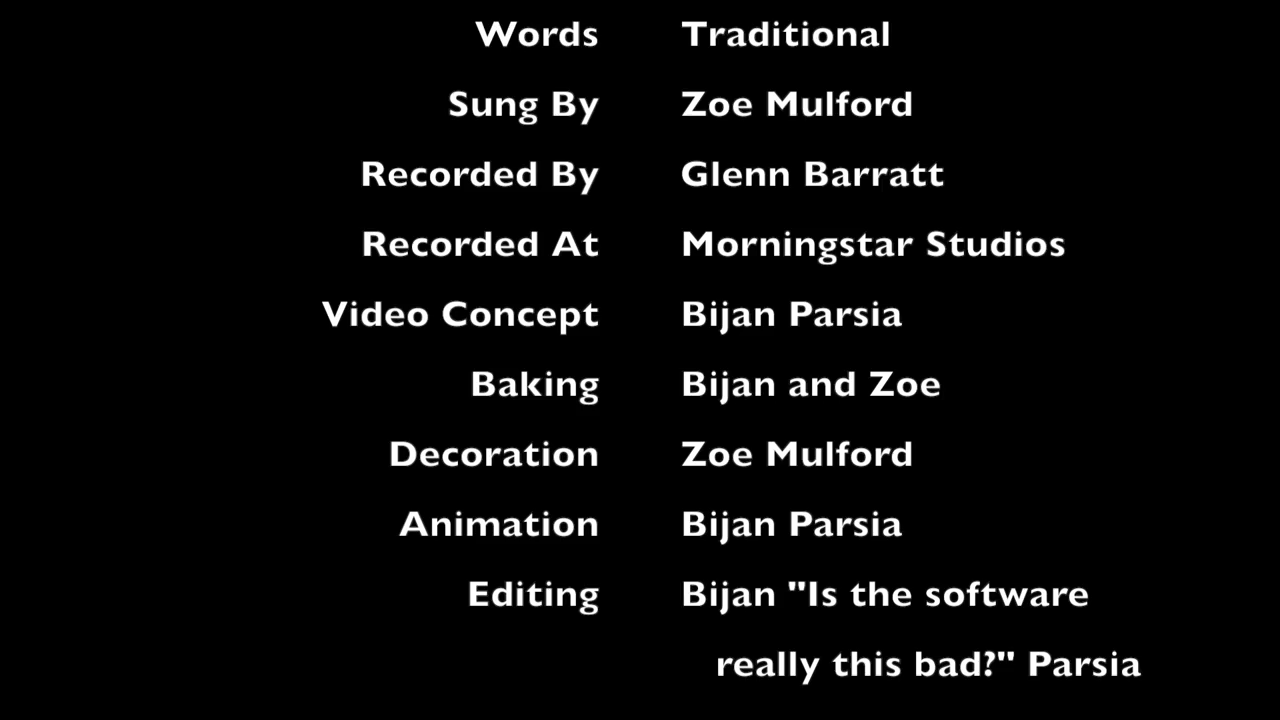 Words Traditional
Sung By Zoe Mulford
Recorded By Glenn Barratt
Recorded At Morningstar Studios
Video Concept Bijan Parsia
Baking Bijan and Zoe
Decoration Zoe Mulford
Animation Bijan Parsia
Editing Bijan "Is the software
really this bad?" Parsia